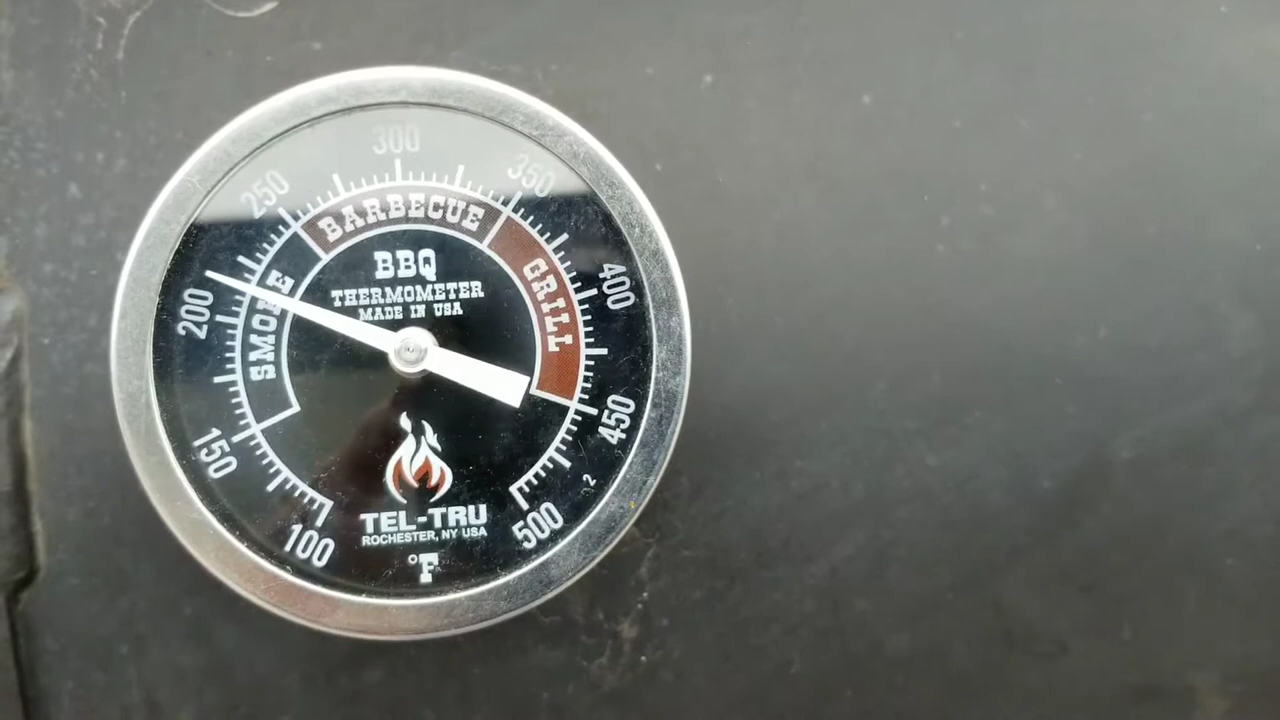 300
250
350
BARBECUE
200
SMOKE
BBQ
THERMOMETER
MADE IN USA
GRILL
400
150
450
100
500
2
TEL-TRU
ROCHESTER, NY USA
°F